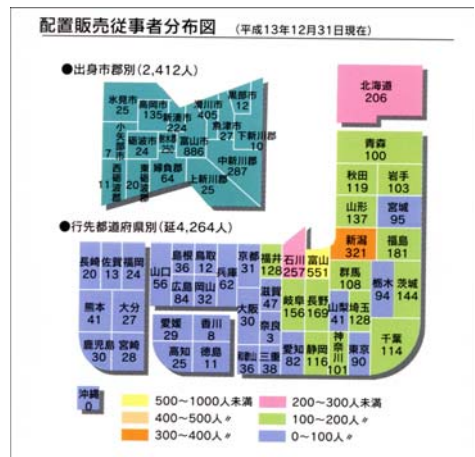 配置販売従事者分布図 (平成13年12月31日現在)
●出身市郡別(2,412人)
氷見市 25
高岡市 135
新湊市 224
滑川市 405
黒部市 12
魚津市 27
下新川郡 10
小矢部市 7
砺波市 24
富山市 886
中新川郡 287
西砺波郡 11
東砺波郡 20
婦負郡 64
上新川郡 25
●行先都道府県別(延4,264人)
北海道 206
青森 100
秋田 119
岩手 103
山形 137
宮城 95
新潟 321
福島 181
長崎 20
佐賀 13
福岡 24
熊本 41
大分 27
鹿児島 30
宮崎 28
沖縄 0
山口 56
島根 36
鳥取 12
広島 84
岡山 32
兵庫 62
愛媛 29
香川 8
高知 25
徳島 11
京都 31
福井 128
石川 257
富山 551
群馬 108
栃木 94
茨城 144
滋賀 47
岐阜 156
長野 169
山梨 41
埼玉 128
大阪 30
奈良 3
和歌山 36
三重 38
愛知 82
静岡 116
神奈川 101
東京 90
千葉 114
500〜1000人未満
400〜500人〃
300〜400人〃
200〜300人未満
100〜200人〃
0〜100人〃